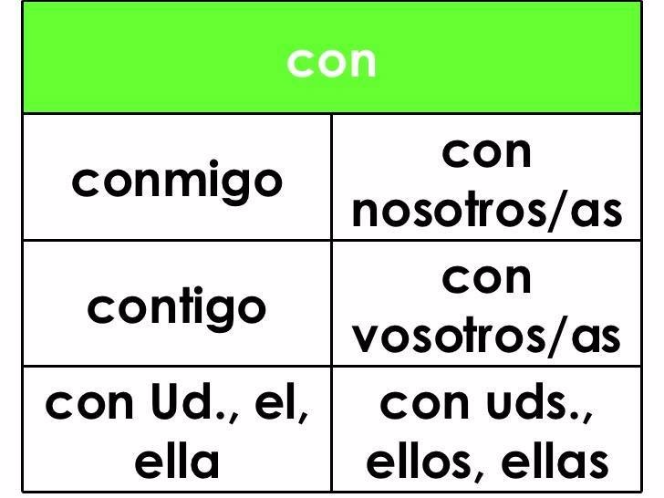 con
conmigo
con
nosotros/as
contigo
con
vosotros/as
con Ud., el,
ella
con uds.,
ellos, ellas